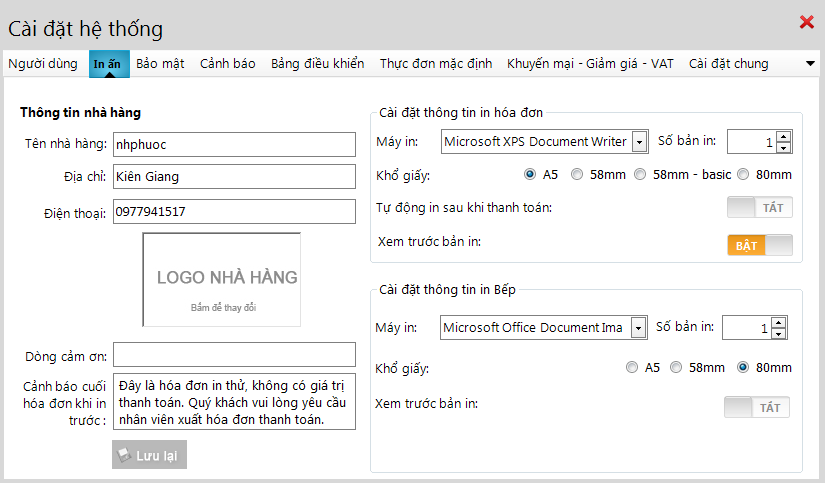 Cài đặt hệ thống
Người dùng In ấn Bảo mật Cảnh báo Bảng điều khiển Thực đơn mặc định Khuyến mại - Giảm giá - VAT Cài đặt chung
Thông tin nhà hàng
Tên nhà hàng: nhphuoc
Địa chỉ: Kiên Giang
Điện thoại: 0977941517
LOGO NHÀ HÀNG
Bấm để thay đổi
Dòng cảm ơn:
Cảnh báo cuối
hóa đơn khi in
trước :
Đây là hóa đơn in thử, không có giá trị
thanh toán. Quý khách vui lòng yêu cầu
nhân viên xuất hóa đơn thanh toán.
Lưu lại
Cài đặt thông tin in hóa đơn
Máy in: Microsoft XPS Document Writer Số bản in: 1
Khổ giấy: A5 58mm 58mm - basic 80mm
Tự động in sau khi thanh toán: TẮT
Xem trước bản in: BẬT
Cài đặt thông tin in Bếp
Máy in: Microsoft Office Document Ima Số bản in: 1
Khổ giấy: A5 58mm 80mm
Xem trước bản in: TẮT